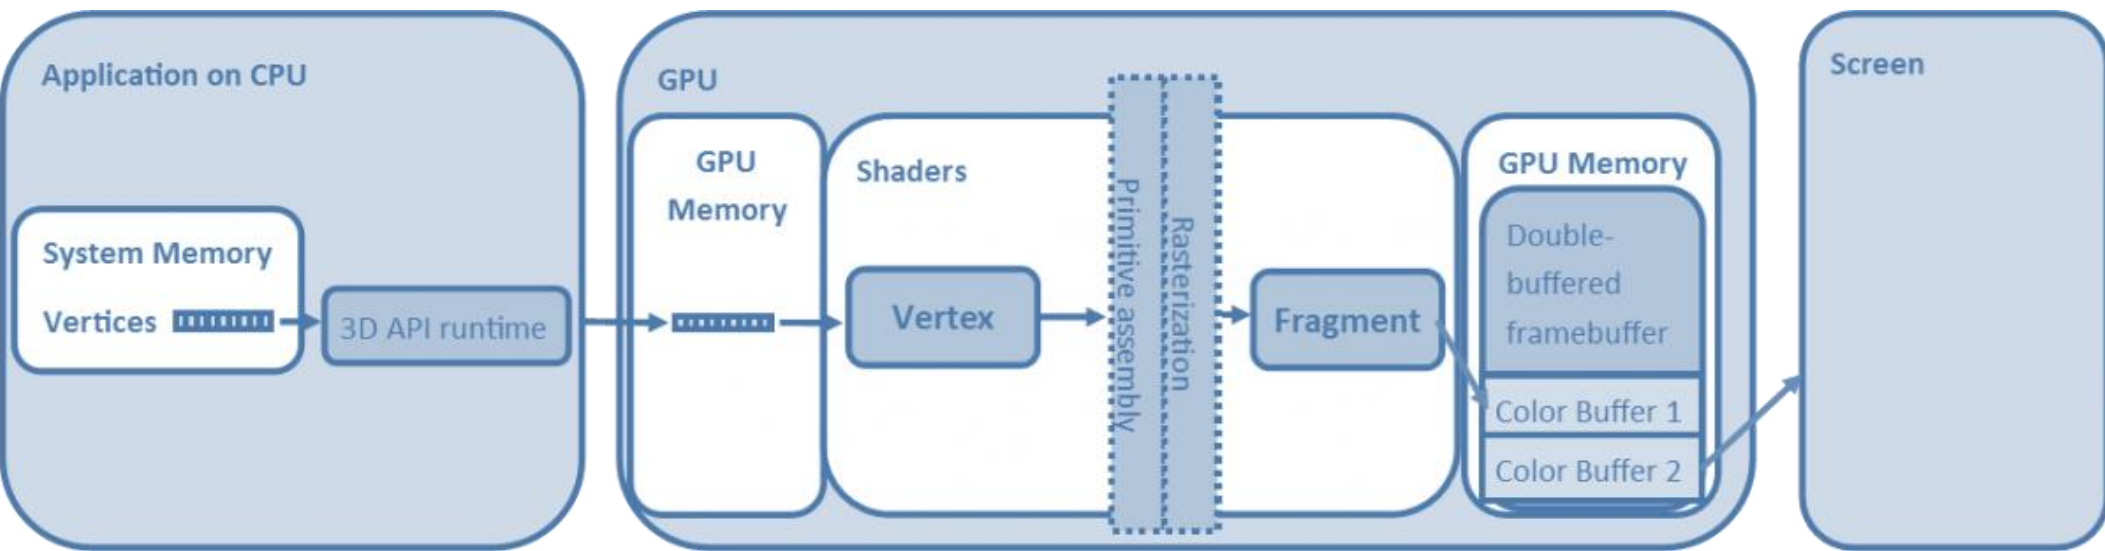 Application on CPU
System Memory
Vertices
3D API runtime
GPU
GPU
Memory
Shaders
Vertex
Primitive assembly
Rasterization
Fragment
GPU Memory
Double-
buffered
framebuffer
Color Buffer 1
Color Buffer 2
Screen